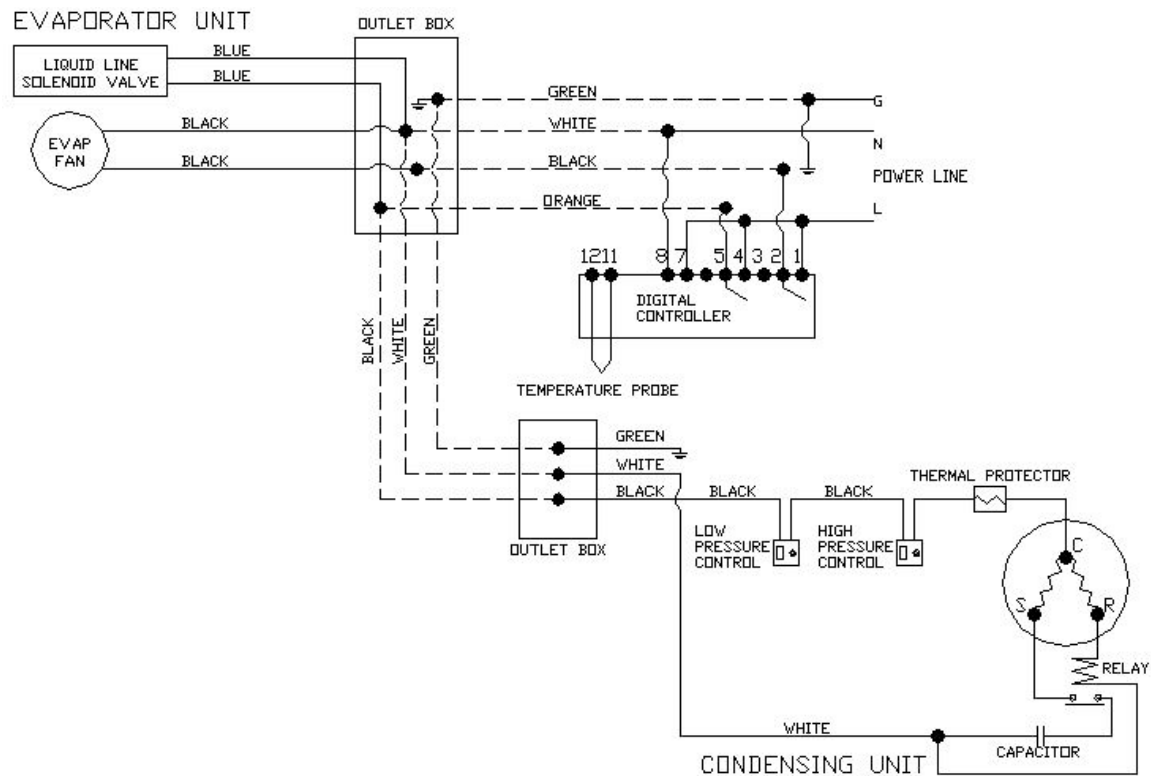 EVAPORATOR UNIT
OUTLET BOX
LIQUID LINE
SOLENOID VALVE
BLUE
BLUE
EVAP
FAN
BLACK
BLACK
GREEN
WHITE
BLACK
ORANGE
G
N
POWER LINE
L
12 11 8 7 5 4 3 2 1
DIGITAL
CONTROLLER
TEMPERATURE PROBE
BLACK
WHITE
GREEN
GREEN
WHITE
BLACK
OUTLET BOX
BLACK
LOW
PRESSURE
CONTROL
BLACK
HIGH
PRESSURE
CONTROL
THERMAL PROTECTOR
C
S
R
RELAY
WHITE
CAPACITOR
CONDENSING UNIT